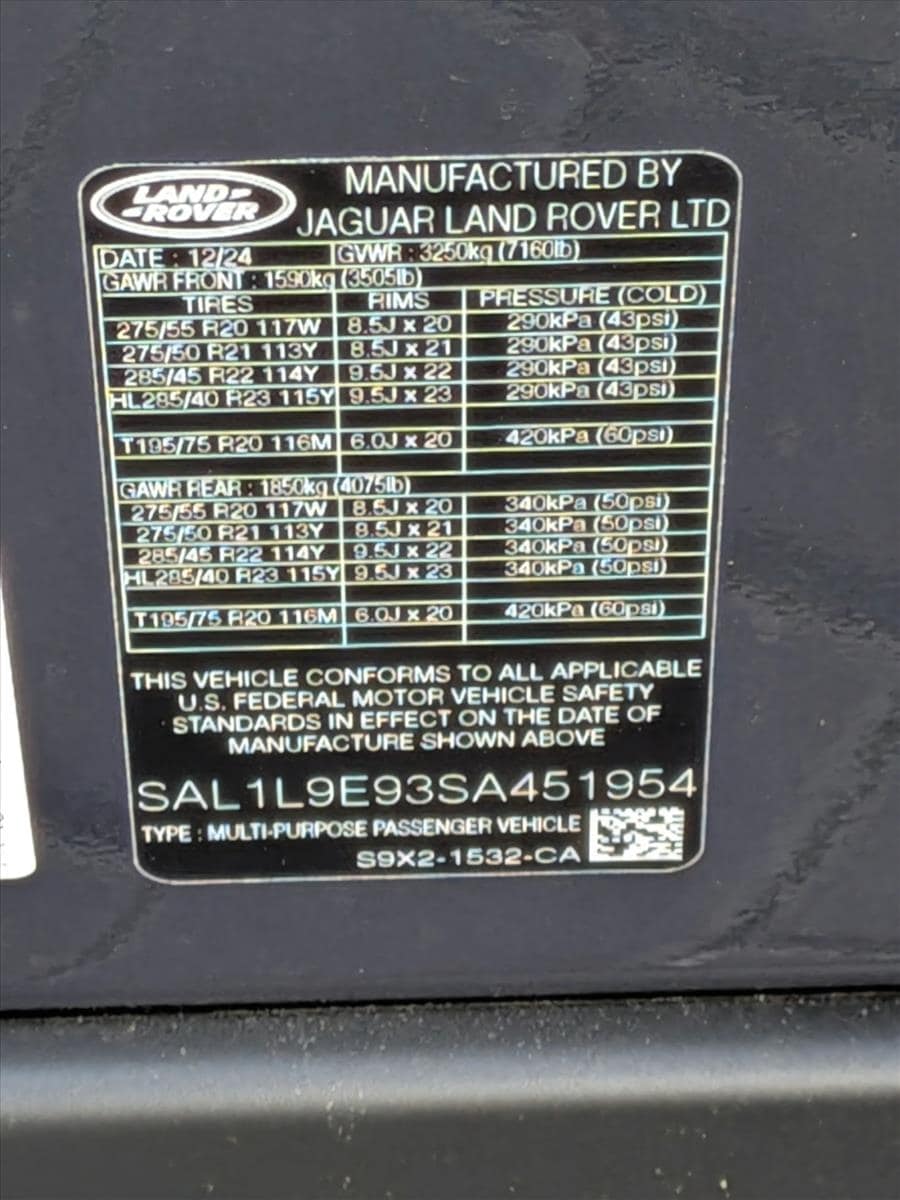 LAND-
-ROVER
MANUFACTURED BY
JAGUAR LAND ROVER LTD
DATE : 12/24 GVWR : 3250kg (7160lb)
GAWR FRONT : 1590kg (3505lb)
TIRES RIMS PRESSURE (COLD)
275/55 R20 117W 8.5J x 20 290kPa (43psi)
275/50 R21 113Y 8.5J x 21 290kPa (43psi)
285/45 R22 114Y 9.5J x 22 290kPa (43psi)
HL285/40 R23 115Y 9.5J x 23 290kPa (43psi)
T195/75 R20 116M 6.0J x 20 420kPa (60psi)
GAWR REAR : 1850kg (4075lb)
275/55 R20 117W 8.5J x 20 340kPa (50psi)
275/50 R21 113Y 8.5J x 21 340kPa (50psi)
285/45 R22 114Y 9.5J x 22 340kPa (50psi)
HL285/40 R23 115Y 9.5J x 23 340kPa (50psi)
T195/75 R20 116M 6.0J x 20 420kPa (60psi)
THIS VEHICLE CONFORMS TO ALL APPLICABLE
U.S. FEDERAL MOTOR VEHICLE SAFETY
STANDARDS IN EFFECT ON THE DATE OF
MANUFACTURE SHOWN ABOVE
SAL1L9E93SA451954
TYPE : MULTI-PURPOSE PASSENGER VEHICLE
S9X2-1532-CA